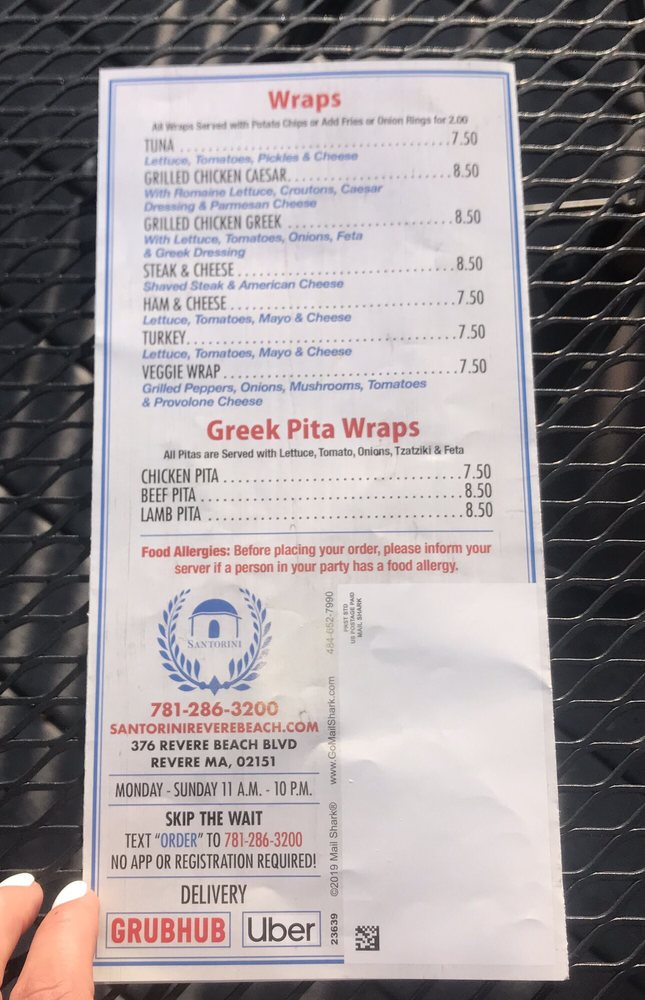 Wraps
All Wraps Served with Potato Chips or Add Fries or Onion Rings for 2.00
TUNA ........................................ 7.50
Lettuce, Tomatoes, Pickles & Cheese
GRILLED CHICKEN CAESAR........................ 8.50
With Romaine Lettuce, Croutons, Caesar
Dressing & Parmesan Cheese
GRILLED CHICKEN GREEK ........................ 8.50
With Lettuce, Tomatoes, Onions, Feta
& Greek Dressing
STEAK & CHEESE ............................... 8.50
Shaved Steak & American Cheese
HAM & CHEESE................................. 7.50
Lettuce, Tomatoes, Mayo & Cheese
TURKEY....................................... 7.50
Lettuce, Tomatoes, Mayo & Cheese
VEGGIE WRAP .................................. 7.50
Grilled Peppers, Onions, Mushrooms, Tomatoes
& Provolone Cheese
Greek Pita Wraps
All Pitas are Served with Lettuce, Tomato, Onions, Tzatziki & Feta
CHICKEN PITA ................................. 7.50
BEEF PITA .................................... 8.50
LAMB PITA .................................... 8.50
Food Allergies: Before placing your order, please inform your
server if a person in your party has a food allergy.
SANTORINI
781-286-3200
SANTORINIREVEREBEACH.COM
376 REVERE BEACH BLVD
REVERE MA, 02151
MONDAY - SUNDAY 11 A.M. - 10 P.M.
SKIP THE WAIT
TEXT “ORDER” TO 781-286-3200
NO APP OR REGISTRATION REQUIRED!
DELIVERY
GRUBHUB Uber
23639 ©2019 Mail Shark® www.GoMailShark.com 484-652-7990
PRST STD
US POSTAGE PAID
MAIL SHARK